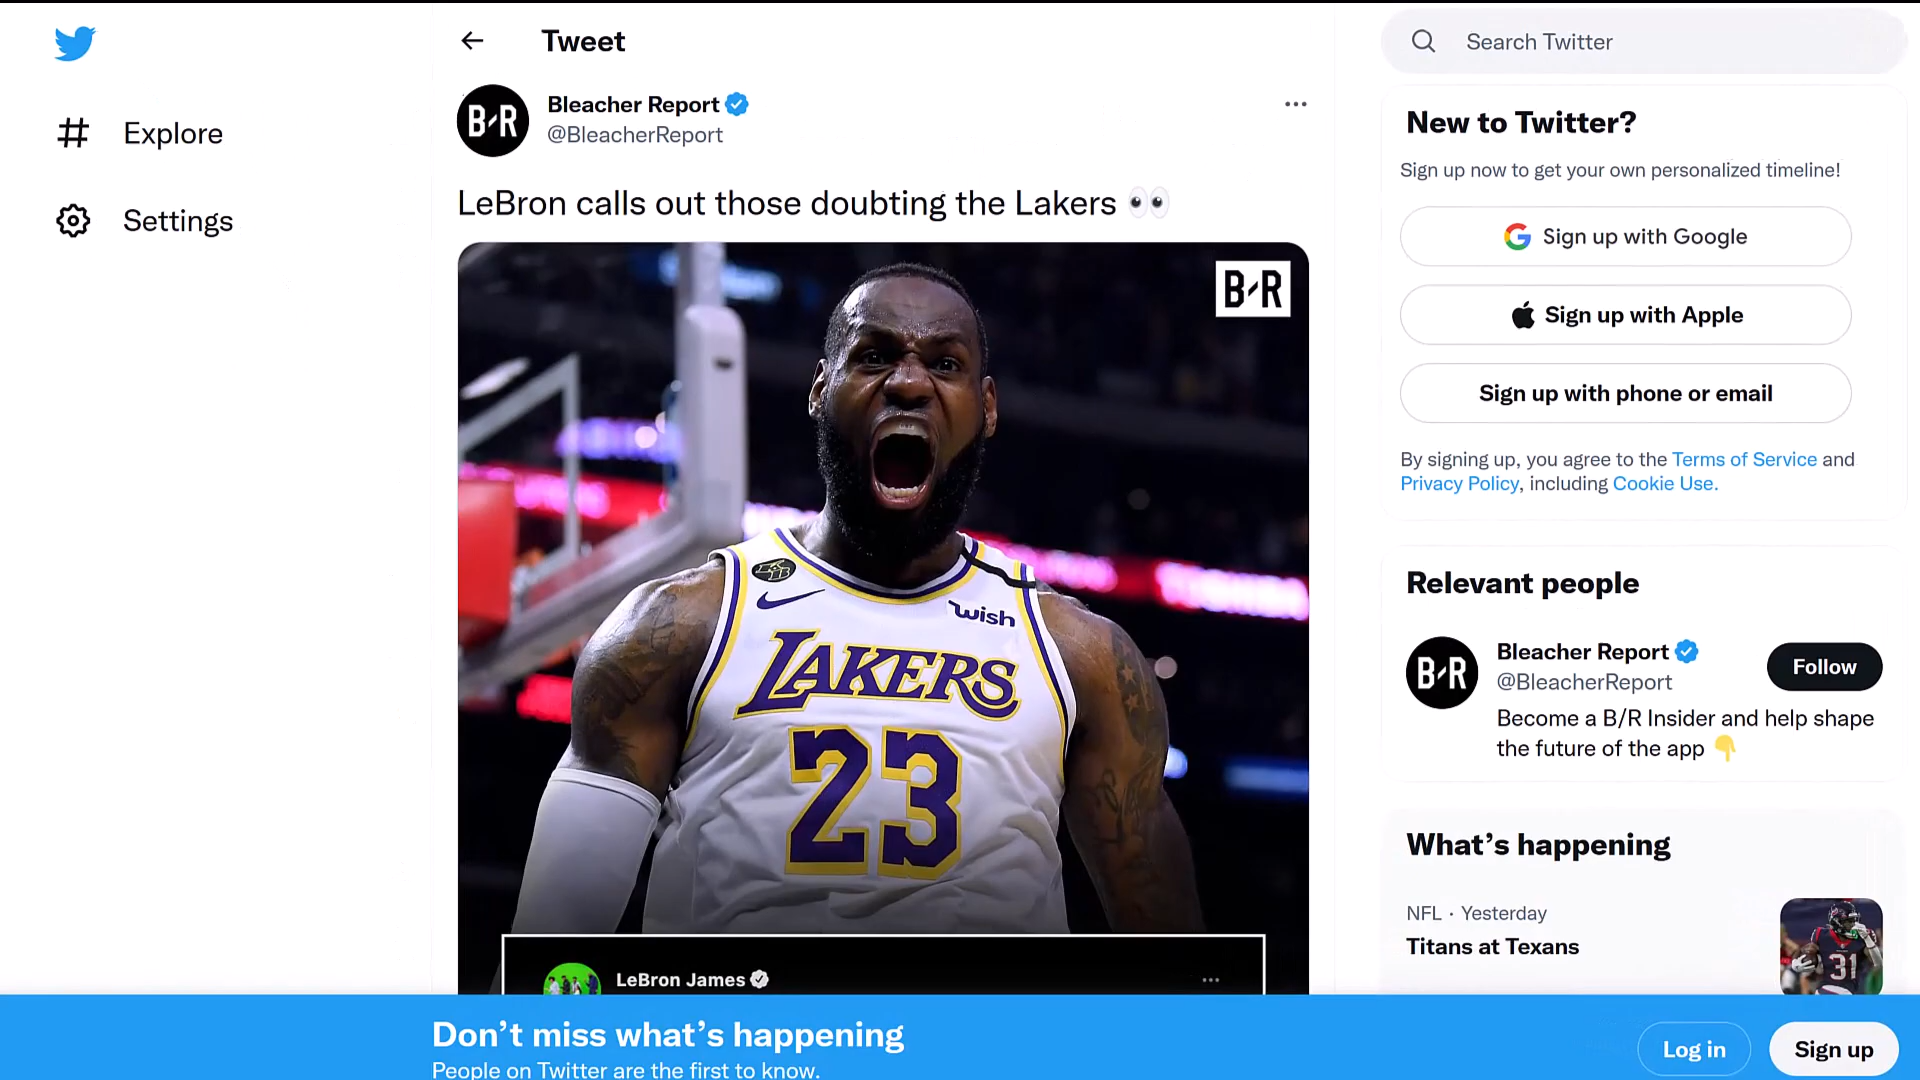 Tweet
Search Twitter
Explore
Settings
B/R
Bleacher Report
@BleacherReport
LeBron calls out those doubting the Lakers 👀
B/R
wish
LAKERS
23
LeBron James
New to Twitter?
Sign up now to get your own personalized timeline!
Sign up with Google
Sign up with Apple
Sign up with phone or email
By signing up, you agree to the Terms of Service and
Privacy Policy, including Cookie Use.
Relevant people
B/R
Bleacher Report
@BleacherReport
Follow
Become a B/R Insider and help shape
the future of the app 👇
What’s happening
NFL · Yesterday
Titans at Texans
31
Don’t miss what’s happening
People on Twitter are the first to know.
Log in
Sign up